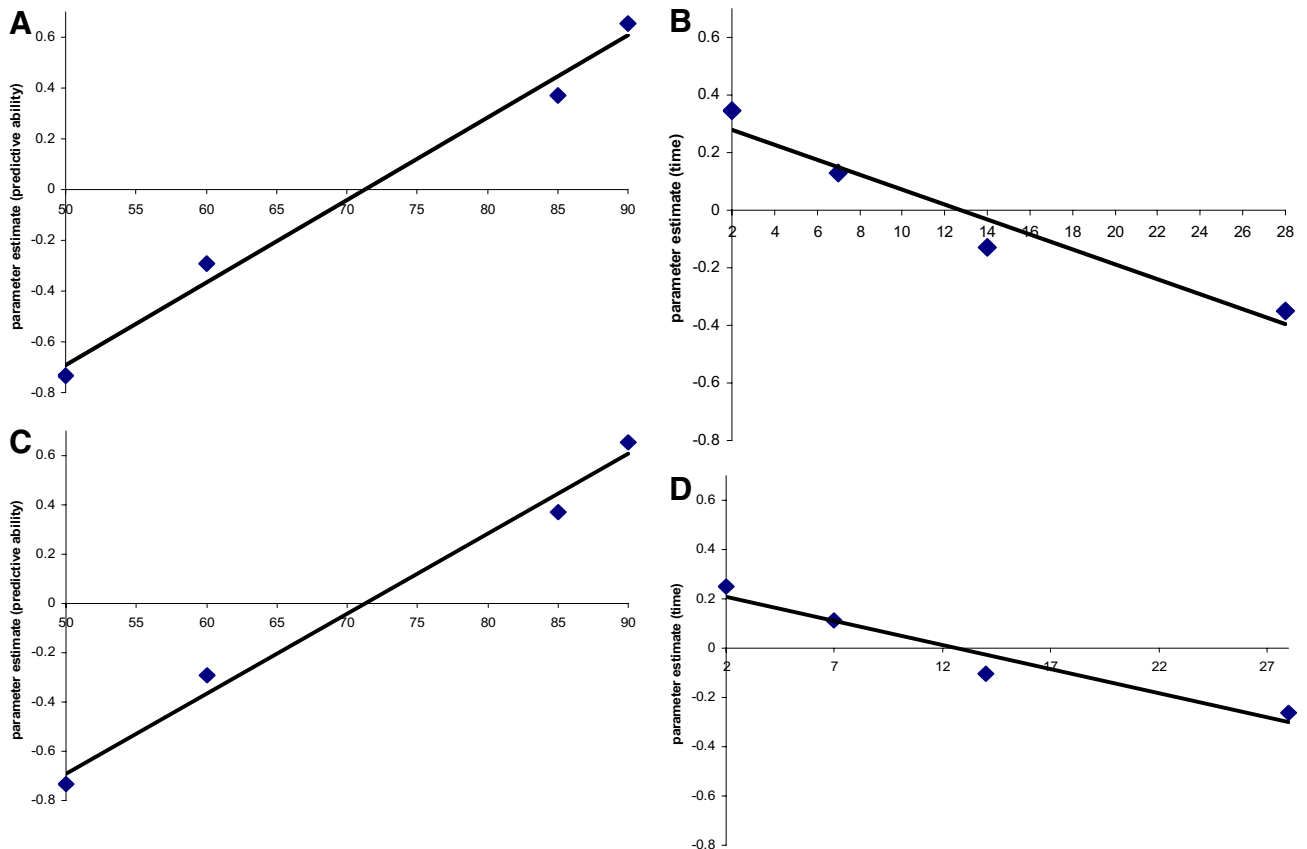 A
parameter estimate (predictive ability)
0.6
0.4
0.2
0
-0.2
-0.4
-0.6
-0.8
50 55 60 65 70 75 80 85 90
B
parameter estimate (time)
0.6
0.4
0.2
0
-0.2
-0.4
-0.6
-0.8
2 4 6 8 10 12 14 16 18 20 22 24 26 28
C
parameter estimate (predictive ability)
0.6
0.4
0.2
0
-0.2
-0.4
-0.6
-0.8
50 55 60 65 70 75 80 85 90
D
parameter estimate (time)
0.6
0.4
0.2
0
-0.2
-0.4
-0.6
-0.8
2 7 12 17 22 27